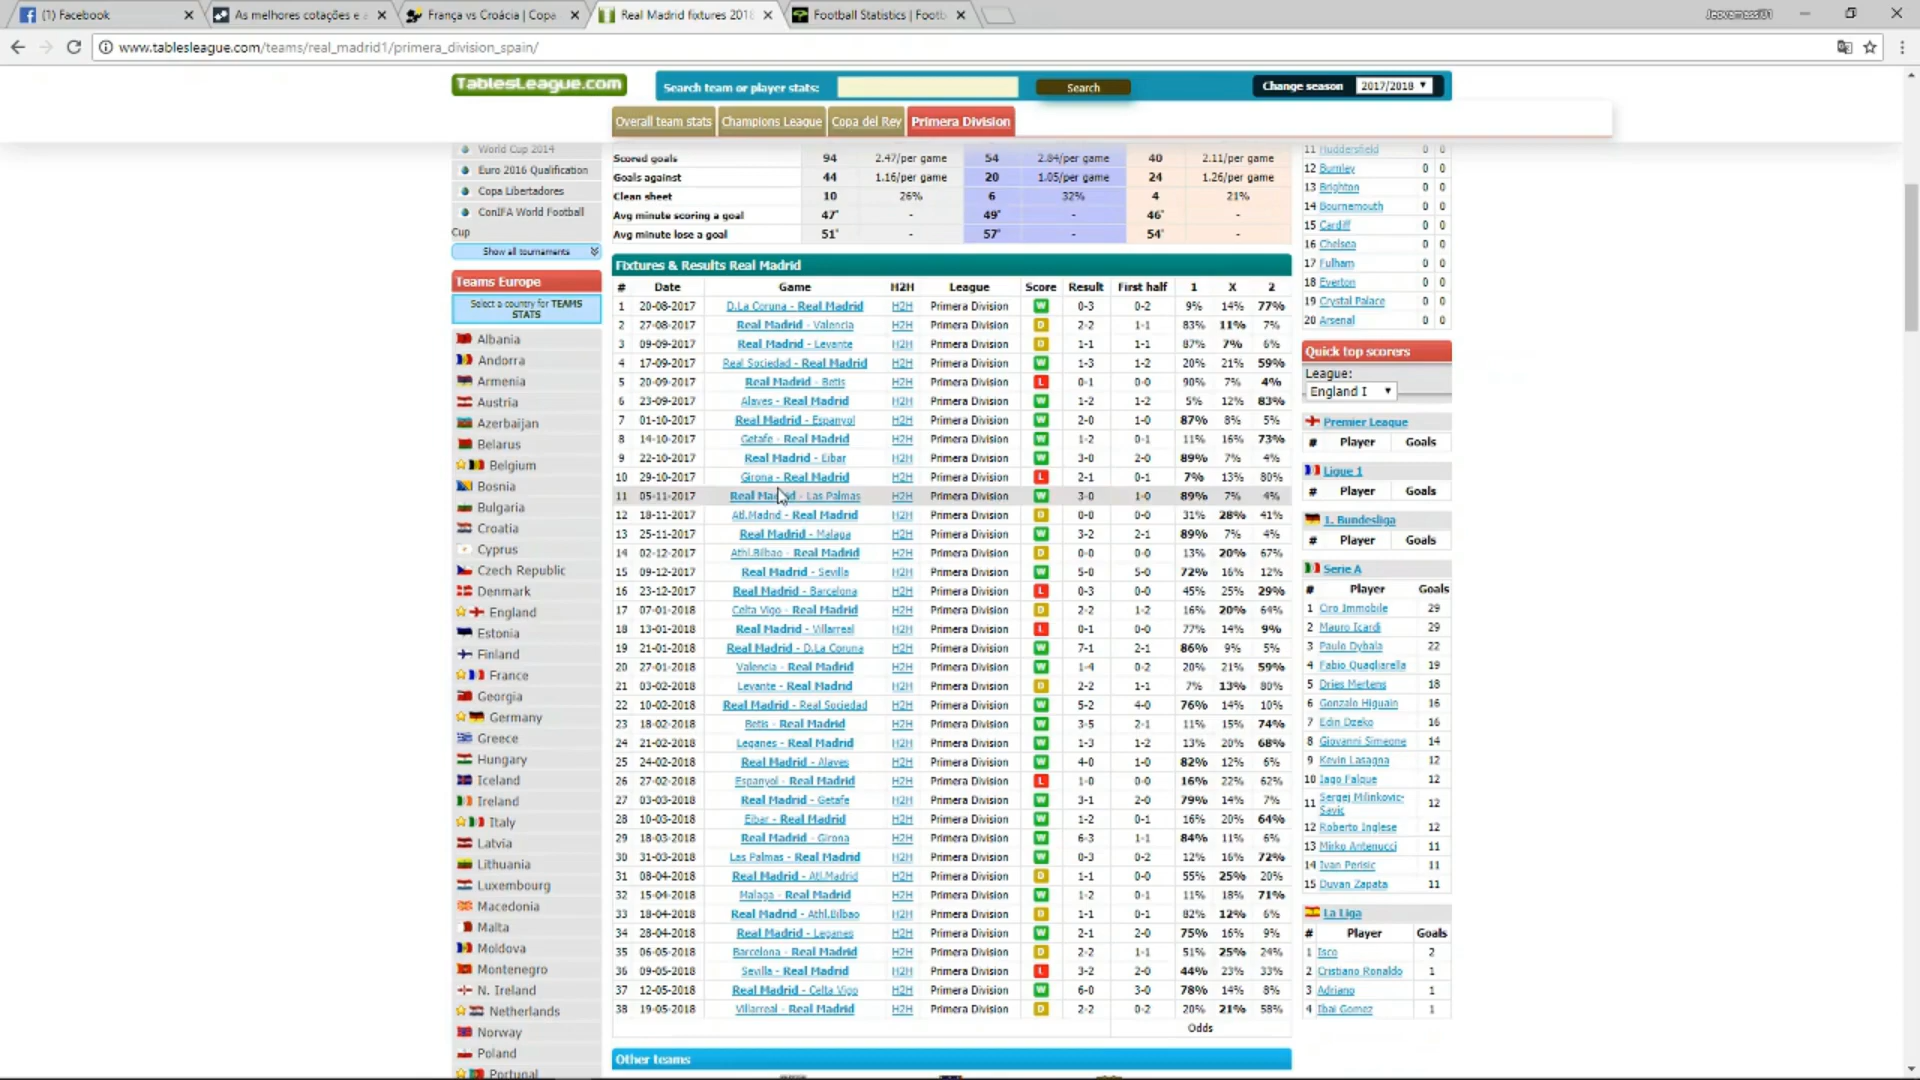 (1) Facebook
As melhores cotações e a
França vs Croácia | Copa
Real Madrid fixtures 2018
Football Statistics | Footb
www.tablesleague.com/teams/real_madrid1/primera_division_spain/
TablesLeague.com
Search team or player stats:
Search
Change season
2017/2018
Overall team stats
Champions League
Copa del Rey
Primera Division
World Cup 2014
Euro 2016 Qualification
Copa Libertadores
ConIFA World Football
Cup
Show all tournaments
Teams Europe
Select a country for TEAMS
STATS
Albania
Andorra
Armenia
Austria
Azerbaijan
Belarus
Belgium
Bosnia
Bulgaria
Croatia
Cyprus
Czech Republic
Denmark
England
Estonia
Finland
France
Georgia
Germany
Greece
Hungary
Iceland
Ireland
Italy
Latvia
Lithuania
Luxembourg
Macedonia
Malta
Moldova
Montenegro
N. Ireland
Netherlands
Norway
Poland
Portugal
Scored goals 94 2.47/per game 54 2.84/per game 40 2.11/per game
Goals against 44 1.16/per game 20 1.05/per game 24 1.26/per game
Clean sheet 10 26% 6 32% 4 21%
Avg minute scoring a goal 47' - 49' - 46' -
Avg minute lose a goal 51' - 57' - 54' -
Fixtures & Results Real Madrid
# Date Game H2H League Score Result First half 1 X 2
1 20-08-2017 D.La Coruna - Real Madrid H2H Primera Division W 0-3 0-2 9% 14% 77%
2 27-08-2017 Real Madrid - Valencia H2H Primera Division D 2-2 1-1 83% 11% 7%
3 09-09-2017 Real Madrid - Levante H2H Primera Division D 1-1 1-1 87% 7% 6%
4 17-09-2017 Real Sociedad - Real Madrid H2H Primera Division W 1-3 1-2 20% 21% 59%
5 20-09-2017 Real Madrid - Betis H2H Primera Division L 0-1 0-0 90% 7% 4%
6 23-09-2017 Alaves - Real Madrid H2H Primera Division W 1-2 1-2 5% 12% 83%
7 01-10-2017 Real Madrid - Espanyol H2H Primera Division W 2-0 1-0 87% 8% 5%
8 14-10-2017 Getafe - Real Madrid H2H Primera Division W 1-2 0-1 11% 16% 73%
9 22-10-2017 Real Madrid - Eibar H2H Primera Division W 3-0 2-0 89% 7% 4%
10 29-10-2017 Girona - Real Madrid H2H Primera Division L 2-1 0-1 7% 13% 80%
11 05-11-2017 Real Madrid - Las Palmas H2H Primera Division W 3-0 1-0 89% 7% 4%
12 18-11-2017 Atl.Madrid - Real Madrid H2H Primera Division D 0-0 0-0 31% 28% 41%
13 25-11-2017 Real Madrid - Malaga H2H Primera Division W 3-2 2-1 89% 7% 4%
14 02-12-2017 Athl.Bilbao - Real Madrid H2H Primera Division D 0-0 0-0 13% 20% 67%
15 09-12-2017 Real Madrid - Sevilla H2H Primera Division W 5-0 5-0 72% 16% 12%
16 23-12-2017 Real Madrid - Barcelona H2H Primera Division L 0-3 0-0 45% 25% 29%
17 07-01-2018 Celta Vigo - Real Madrid H2H Primera Division D 2-2 1-2 16% 20% 64%
18 13-01-2018 Real Madrid - Villarreal H2H Primera Division L 0-1 0-0 77% 14% 9%
19 21-01-2018 Real Madrid - D.La Coruna H2H Primera Division W 7-1 2-1 86% 9% 5%
20 27-01-2018 Valencia - Real Madrid H2H Primera Division W 1-4 0-2 20% 21% 59%
21 03-02-2018 Levante - Real Madrid H2H Primera Division D 2-2 1-1 7% 13% 80%
22 10-02-2018 Real Madrid - Real Sociedad H2H Primera Division W 5-2 4-0 76% 14% 10%
23 18-02-2018 Betis - Real Madrid H2H Primera Division W 3-5 2-1 11% 15% 74%
24 21-02-2018 Leganes - Real Madrid H2H Primera Division W 1-3 1-2 13% 20% 68%
25 24-02-2018 Real Madrid - Alaves H2H Primera Division W 4-0 1-0 82% 12% 6%
26 27-02-2018 Espanyol - Real Madrid H2H Primera Division L 1-0 0-0 16% 22% 62%
27 03-03-2018 Real Madrid - Getafe H2H Primera Division W 3-1 2-0 79% 14% 7%
28 10-03-2018 Eibar - Real Madrid H2H Primera Division W 1-2 0-1 16% 20% 64%
29 18-03-2018 Real Madrid - Girona H2H Primera Division W 6-3 1-1 84% 11% 6%
30 31-03-2018 Las Palmas - Real Madrid H2H Primera Division W 0-3 0-2 12% 16% 72%
31 08-04-2018 Real Madrid - Atl.Madrid H2H Primera Division D 1-1 0-0 55% 25% 20%
32 15-04-2018 Malaga - Real Madrid H2H Primera Division W 1-2 0-1 11% 18% 71%
33 18-04-2018 Real Madrid - Athl.Bilbao H2H Primera Division D 1-1 0-1 82% 12% 6%
34 28-04-2018 Real Madrid - Leganes H2H Primera Division W 2-1 2-0 75% 16% 9%
35 06-05-2018 Barcelona - Real Madrid H2H Primera Division D 2-2 1-1 51% 25% 24%
36 09-05-2018 Sevilla - Real Madrid H2H Primera Division L 3-2 2-0 44% 23% 33%
37 12-05-2018 Real Madrid - Celta Vigo H2H Primera Division W 6-0 3-0 78% 14% 8%
38 19-05-2018 Villarreal - Real Madrid H2H Primera Division D 2-2 0-2 20% 21% 58%
Odds
Other teams
11 Huddersfield 0 0
12 Burnley 0 0
13 Brighton 0 0
14 Bournemouth 0 0
15 Cardiff 0 0
16 Chelsea 0 0
17 Fulham 0 0
18 Everton 0 0
19 Crystal Palace 0 0
20 Arsenal 0 0
Quick top scorers
League:
England I
Premier League
# Player Goals
Ligue 1
# Player Goals
1. Bundesliga
# Player Goals
Serie A
# Player Goals
1 Ciro Immobile 29
2 Mauro Icardi 29
3 Paulo Dybala 22
4 Fabio Quagliarella 19
5 Dries Mertens 18
6 Gonzalo Higuain 16
7 Edin Dzeko 16
8 Giovanni Simeone 14
9 Kevin Lasagna 12
10 Iago Falque 12
11 Sergej Milinkovic-
Savic 12
12 Roberto Inglese 12
13 Mirko Antenucci 11
14 Ivan Perisic 11
15 Duvan Zapata 11
La Liga
# Player Goals
1 Isco 2
2 Cristiano Ronaldo 1
3 Adriano 1
4 Ibai Gomez 1